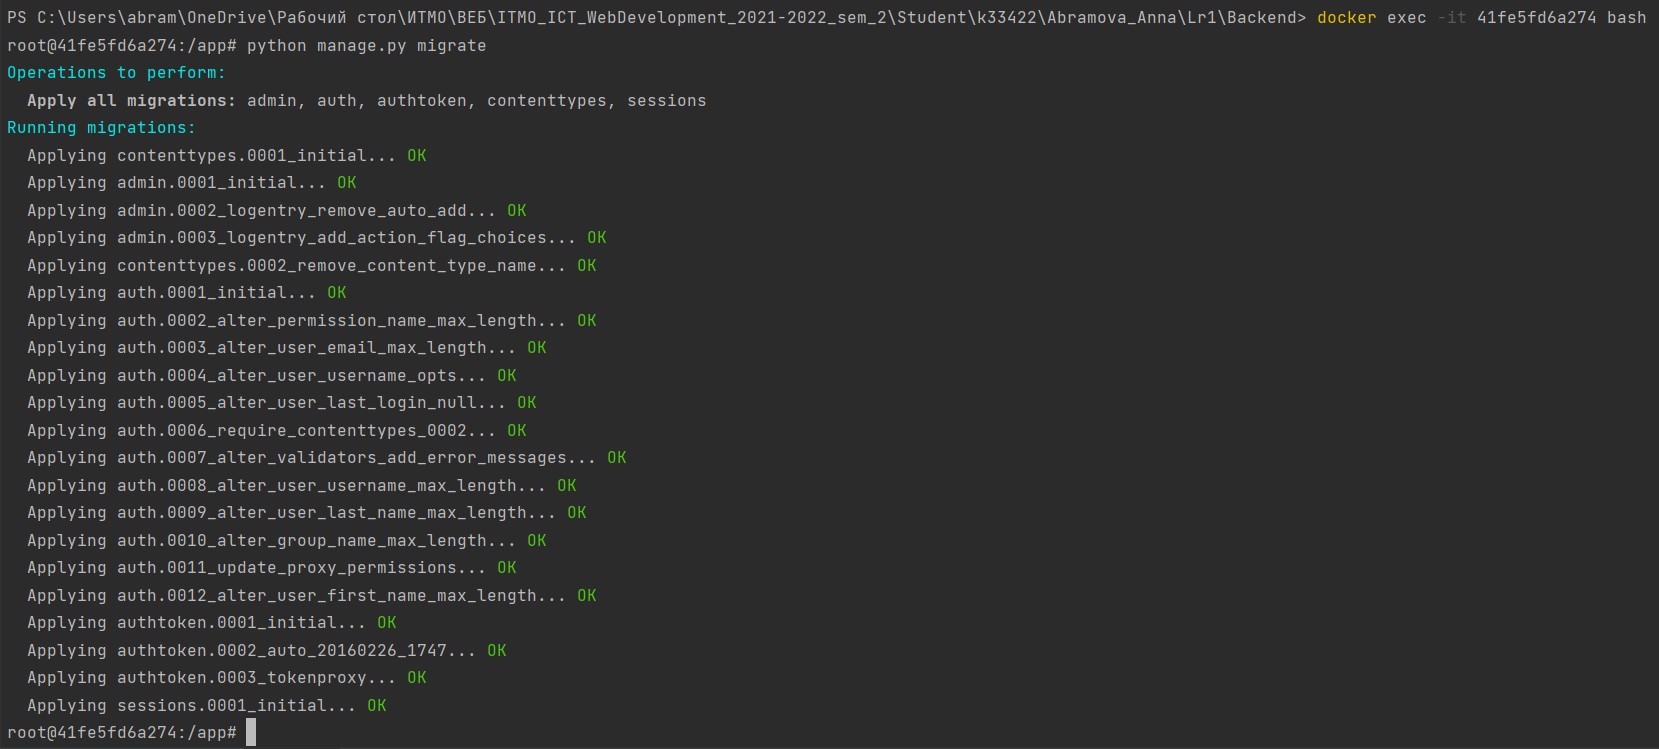 PS C:\Users\abram\OneDrive\Рабочий стол\ИТМО\ВЕБ\ITMO_ICT_WebDevelopment_2021-2022_sem_2\Student\k33422\Abramova_Anna\Lr1\Backend> docker exec -it 41fe5fd6a274 bash
root@41fe5fd6a274:/app# python manage.py migrate
Operations to perform:
  Apply all migrations: admin, auth, authtoken, contenttypes, sessions
Running migrations:
  Applying contenttypes.0001_initial... OK
  Applying admin.0001_initial... OK
  Applying admin.0002_logentry_remove_auto_add... OK
  Applying admin.0003_logentry_add_action_flag_choices... OK
  Applying contenttypes.0002_remove_content_type_name... OK
  Applying auth.0001_initial... OK
  Applying auth.0002_alter_permission_name_max_length... OK
  Applying auth.0003_alter_user_email_max_length... OK
  Applying auth.0004_alter_user_username_opts... OK
  Applying auth.0005_alter_user_last_login_null... OK
  Applying auth.0006_require_contenttypes_0002... OK
  Applying auth.0007_alter_validators_add_error_messages... OK
  Applying auth.0008_alter_user_username_max_length... OK
  Applying auth.0009_alter_user_last_name_max_length... OK
  Applying auth.0010_alter_group_name_max_length... OK
  Applying auth.0011_update_proxy_permissions... OK
  Applying auth.0012_alter_user_first_name_max_length... OK
  Applying authtoken.0001_initial... OK
  Applying authtoken.0002_auto_20160226_1747... OK
  Applying authtoken.0003_tokenproxy... OK
  Applying sessions.0001_initial... OK
root@41fe5fd6a274:/app#